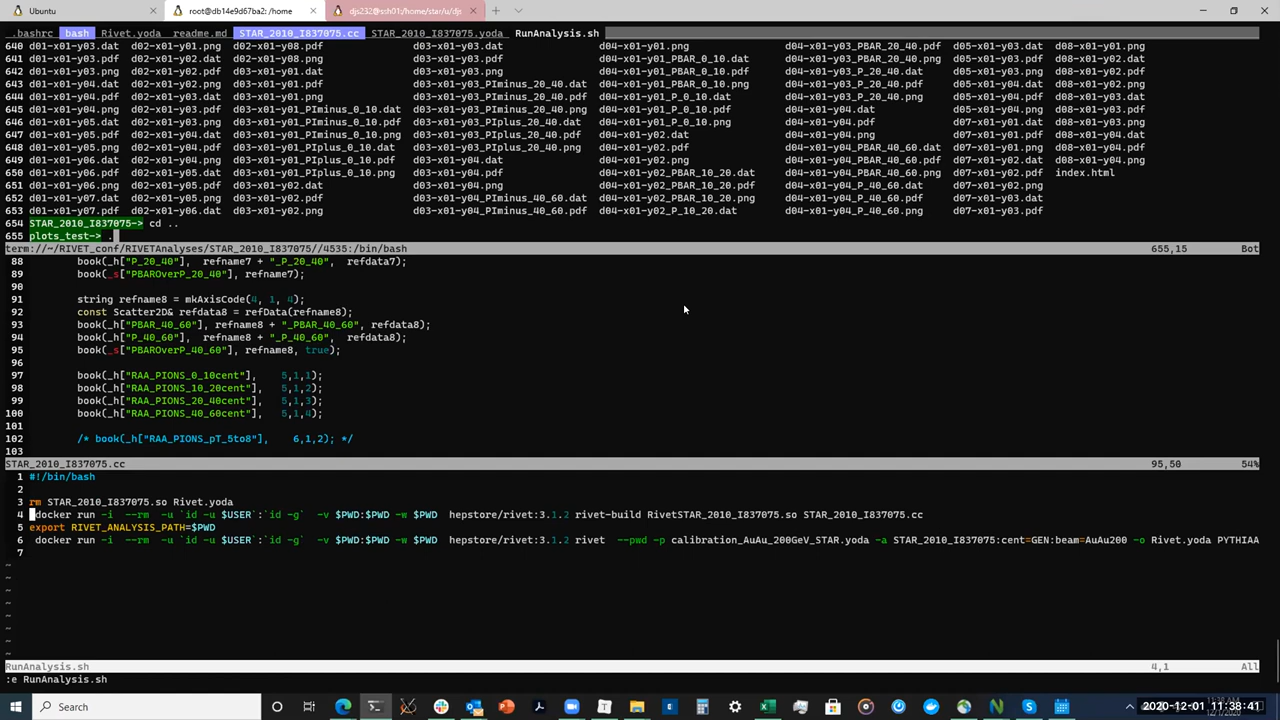 Ubuntu root@db14e9d67ba2: /home djs232@ssh01:/home/star/u/djs
.bashrc bash Rivet.yoda readme.md STAR_2010_I837075.cc STAR_2010_I837075.yoda RunAnalysis.sh
640 d01-x01-y03.dat d02-x01-y01.png d02-x01-y08.pdf d03-x01-y03.dat d04-x01-y01.png d04-x01-y03_PBAR_20_40.pdf d05-x01-y03.dat d08-x01-y01.png
641 d01-x01-y03.pdf d02-x01-y02.dat d02-x01-y08.png d03-x01-y03.pdf d04-x01-y01_PBAR_0_10.dat d04-x01-y03_PBAR_20_40.png d05-x01-y03.pdf d08-x01-y02.dat
642 d01-x01-y03.png d02-x01-y02.pdf d03-x01-y01.dat d03-x01-y03.png d04-x01-y01_PBAR_0_10.pdf d04-x01-y03_P_20_40.dat d05-x01-y03.png d08-x01-y02.pdf
643 d01-x01-y04.dat d02-x01-y02.png d03-x01-y01.pdf d03-x01-y03_PIminus_20_40.dat d04-x01-y01_PBAR_0_10.png d04-x01-y03_P_20_40.pdf d05-x01-y04.dat d08-x01-y02.png
644 d01-x01-y04.pdf d02-x01-y03.dat d03-x01-y01.png d03-x01-y03_PIminus_20_40.pdf d04-x01-y01_P_0_10.dat d04-x01-y03_P_20_40.png d05-x01-y04.pdf d08-x01-y03.dat
645 d01-x01-y04.png d02-x01-y03.pdf d03-x01-y01_PIminus_0_10.dat d03-x01-y03_PIminus_20_40.png d04-x01-y01_P_0_10.pdf d04-x01-y04.dat d05-x01-y04.png d08-x01-y03.pdf
646 d01-x01-y05.dat d02-x01-y03.png d03-x01-y01_PIminus_0_10.pdf d03-x01-y03_PIplus_20_40.dat d04-x01-y01_P_0_10.png d04-x01-y04.pdf d07-x01-y01.dat d08-x01-y03.png
647 d01-x01-y05.pdf d02-x01-y04.dat d03-x01-y01_PIminus_0_10.png d03-x01-y03_PIplus_20_40.pdf d04-x01-y02.dat d04-x01-y04.png d07-x01-y01.pdf d08-x01-y04.dat
648 d01-x01-y05.png d02-x01-y04.pdf d03-x01-y01_PIplus_0_10.dat d03-x01-y03_PIplus_20_40.png d04-x01-y02.pdf d04-x01-y04_PBAR_40_60.dat d07-x01-y01.png d08-x01-y04.pdf
649 d01-x01-y06.dat d02-x01-y04.png d03-x01-y01_PIplus_0_10.pdf d03-x01-y04.dat d04-x01-y02.png d04-x01-y04_PBAR_40_60.pdf d07-x01-y02.dat d08-x01-y04.png
650 d01-x01-y06.pdf d02-x01-y05.dat d03-x01-y01_PIplus_0_10.png d03-x01-y04.pdf d04-x01-y02_PBAR_10_20.dat d04-x01-y04_PBAR_40_60.png d07-x01-y02.pdf index.html
651 d01-x01-y06.png d02-x01-y05.pdf d03-x01-y02.dat d03-x01-y04.png d04-x01-y02_PBAR_10_20.pdf d04-x01-y04_P_40_60.dat d07-x01-y02.png
652 d01-x01-y07.dat d02-x01-y05.png d03-x01-y02.pdf d03-x01-y04_PIminus_40_60.dat d04-x01-y02_PBAR_10_20.png d04-x01-y04_P_40_60.pdf d07-x01-y03.dat
653 d01-x01-y07.pdf d02-x01-y06.dat d03-x01-y02.png d03-x01-y04_PIminus_40_60.pdf d04-x01-y02_P_10_20.dat d04-x01-y04_P_40_60.png d07-x01-y03.pdf
654 STAR_2010_I837075-> cd ..
655 plots_test-> .
term://~/RIVET_conf/RIVETAnalyses/STAR_2010_I837075//4535:/bin/bash 655,15 Bot
88 book(_h["P_20_40"], refname7 + "_P_20_40", refdata7);
89 book(_s["PBAROverP_20_40"], refname7);
90
91 string refname8 = mkAxisCode(4, 1, 4);
92 const Scatter2D& refdata8 = refData(refname8);
93 book(_h["PBAR_40_60"], refname8 + "_PBAR_40_60", refdata8);
94 book(_h["P_40_60"], refname8 + "_P_40_60", refdata8);
95 book(_s["PBAROverP_40_60"], refname8, true);
96
97 book(_h["RAA_PIONS_0_10cent"], 5,1,1);
98 book(_h["RAA_PIONS_10_20cent"], 5,1,2);
99 book(_h["RAA_PIONS_20_40cent"], 5,1,3);
100 book(_h["RAA_PIONS_40_60cent"], 5,1,4);
101
102 /* book(_h["RAA_PIONS_pT_5to8"], 6,1,2); */
103
STAR_2010_I837075.cc 95,50 54%
1 #!/bin/bash
2
3 rm STAR_2010_I837075.so Rivet.yoda
4 docker run -i --rm -u `id -u $USER`:`id -g` -v $PWD:$PWD -w $PWD hepstore/rivet:3.1.2 rivet-build RivetSTAR_2010_I837075.so STAR_2010_I837075.cc
5 export RIVET_ANALYSIS_PATH=$PWD
6 docker run -i --rm -u `id -u $USER`:`id -g` -v $PWD:$PWD -w $PWD hepstore/rivet:3.1.2 rivet --pwd -p calibration_AuAu_200GeV_STAR.yoda -a STAR_2010_I837075:cent=GEN:beam=AuAu200 -o Rivet.yoda PYTHIAA
7
~
~
~
~
~
~
~
RunAnalysis.sh 4,1 All
:e RunAnalysis.sh
Search
2020-12-01 11:38:41